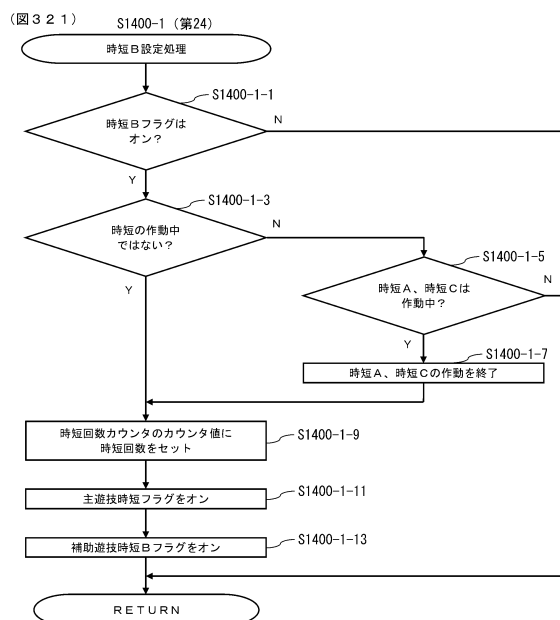 （図３２１）
S1400-1（第24）
時短Ｂ設定処理
S1400-1-1
時短Ｂフラグは
オン？
N
Y
S1400-1-3
時短の作動中
ではない？
N
Y
S1400-1-5
時短Ａ、時短Ｃは
作動中？
N
Y
S1400-1-7
時短Ａ、時短Ｃの作動を終了
時短回数カウンタのカウンタ値に
時短回数をセット
S1400-1-9
主遊技時短フラグをオン
S1400-1-11
補助遊技時短Ｂフラグをオン
S1400-1-13
ＲＥＴＵＲＮ